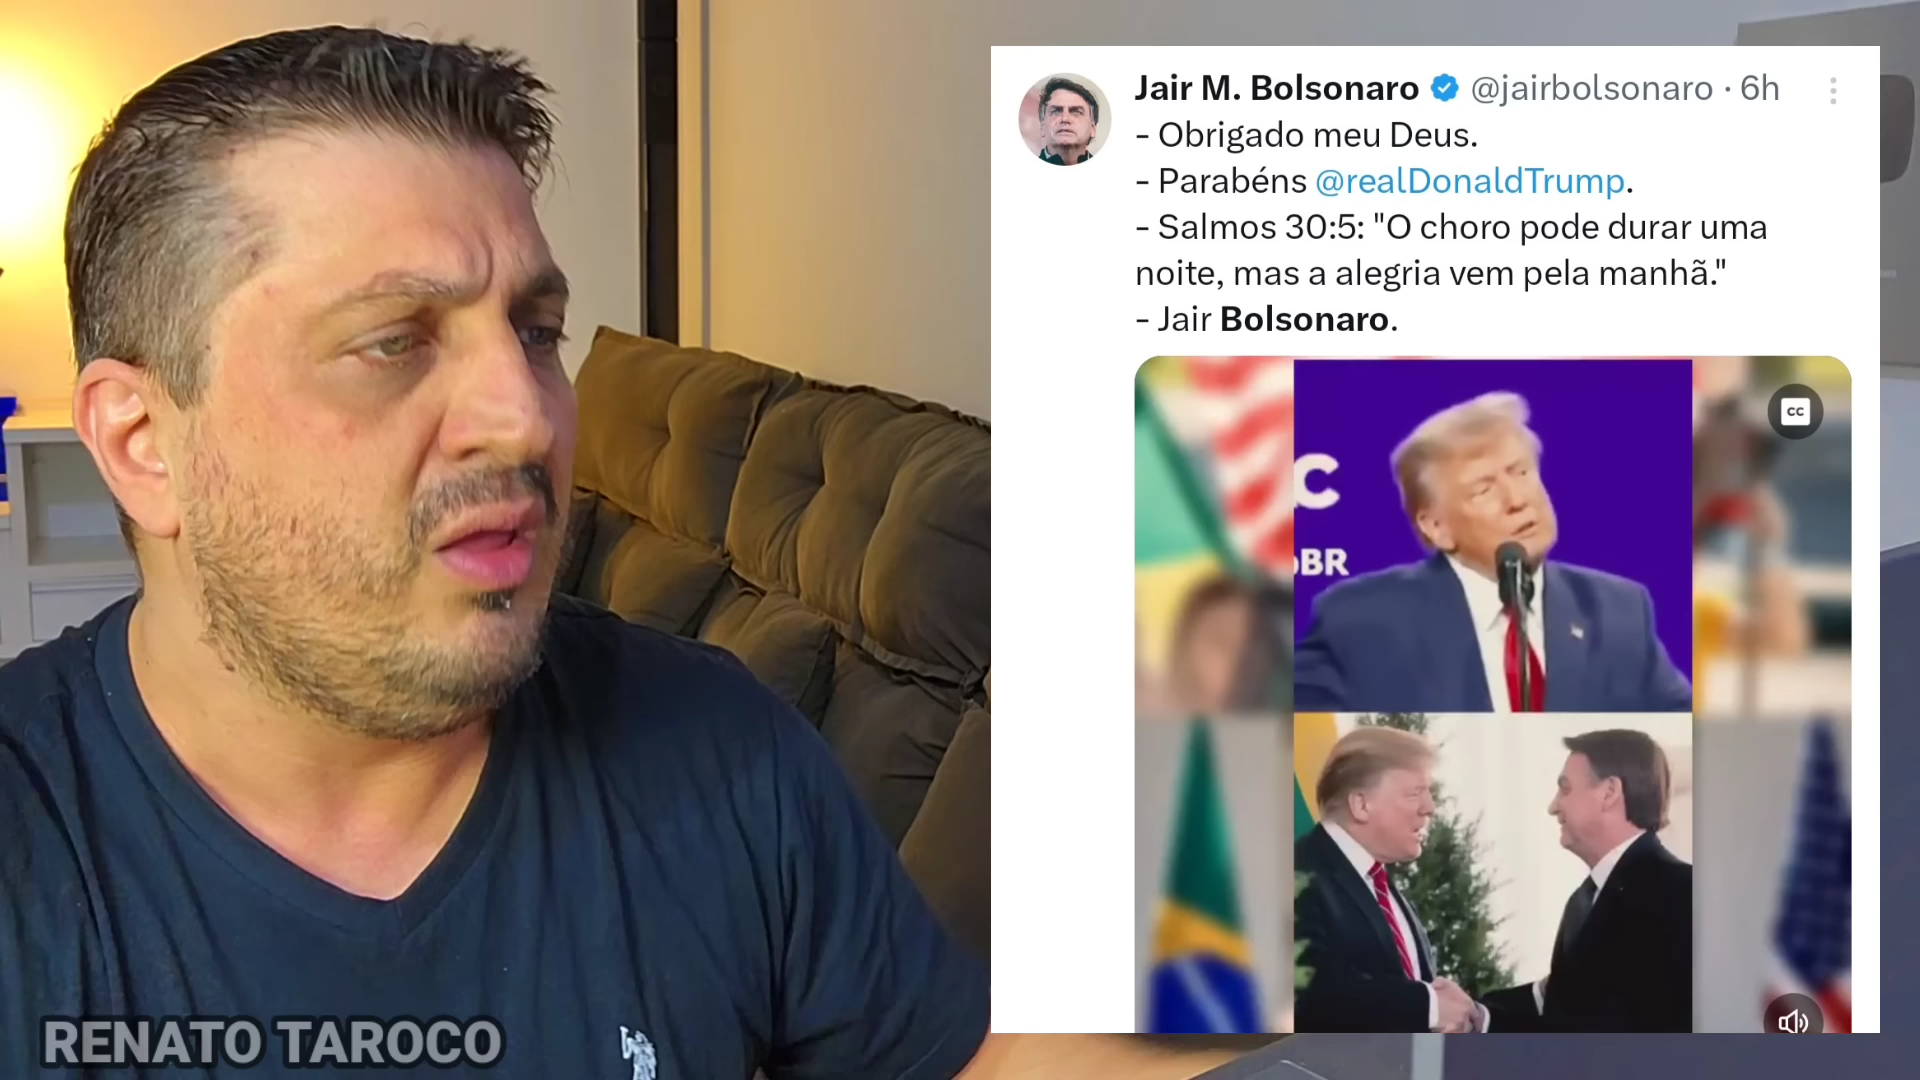 Jair M. Bolsonaro @jairbolsonaro · 6h
- Obrigado meu Deus.
- Parabéns @realDonaldTrump.
- Salmos 30:5: "O choro pode durar uma
noite, mas a alegria vem pela manhã."
- Jair Bolsonaro.
CC
C
BR
RENATO TAROCO